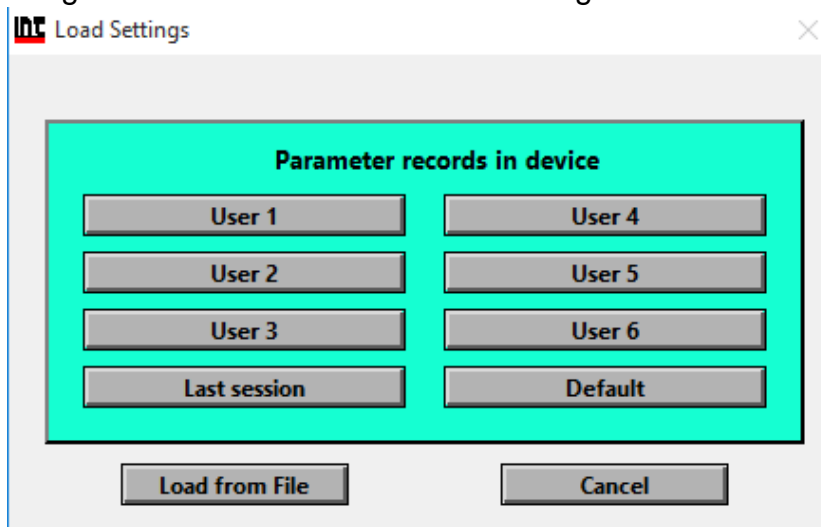 Load Settings
Parameter records in device
User 1 User 4
User 2 User 5
User 3 User 6
Last session Default
Load from File Cancel